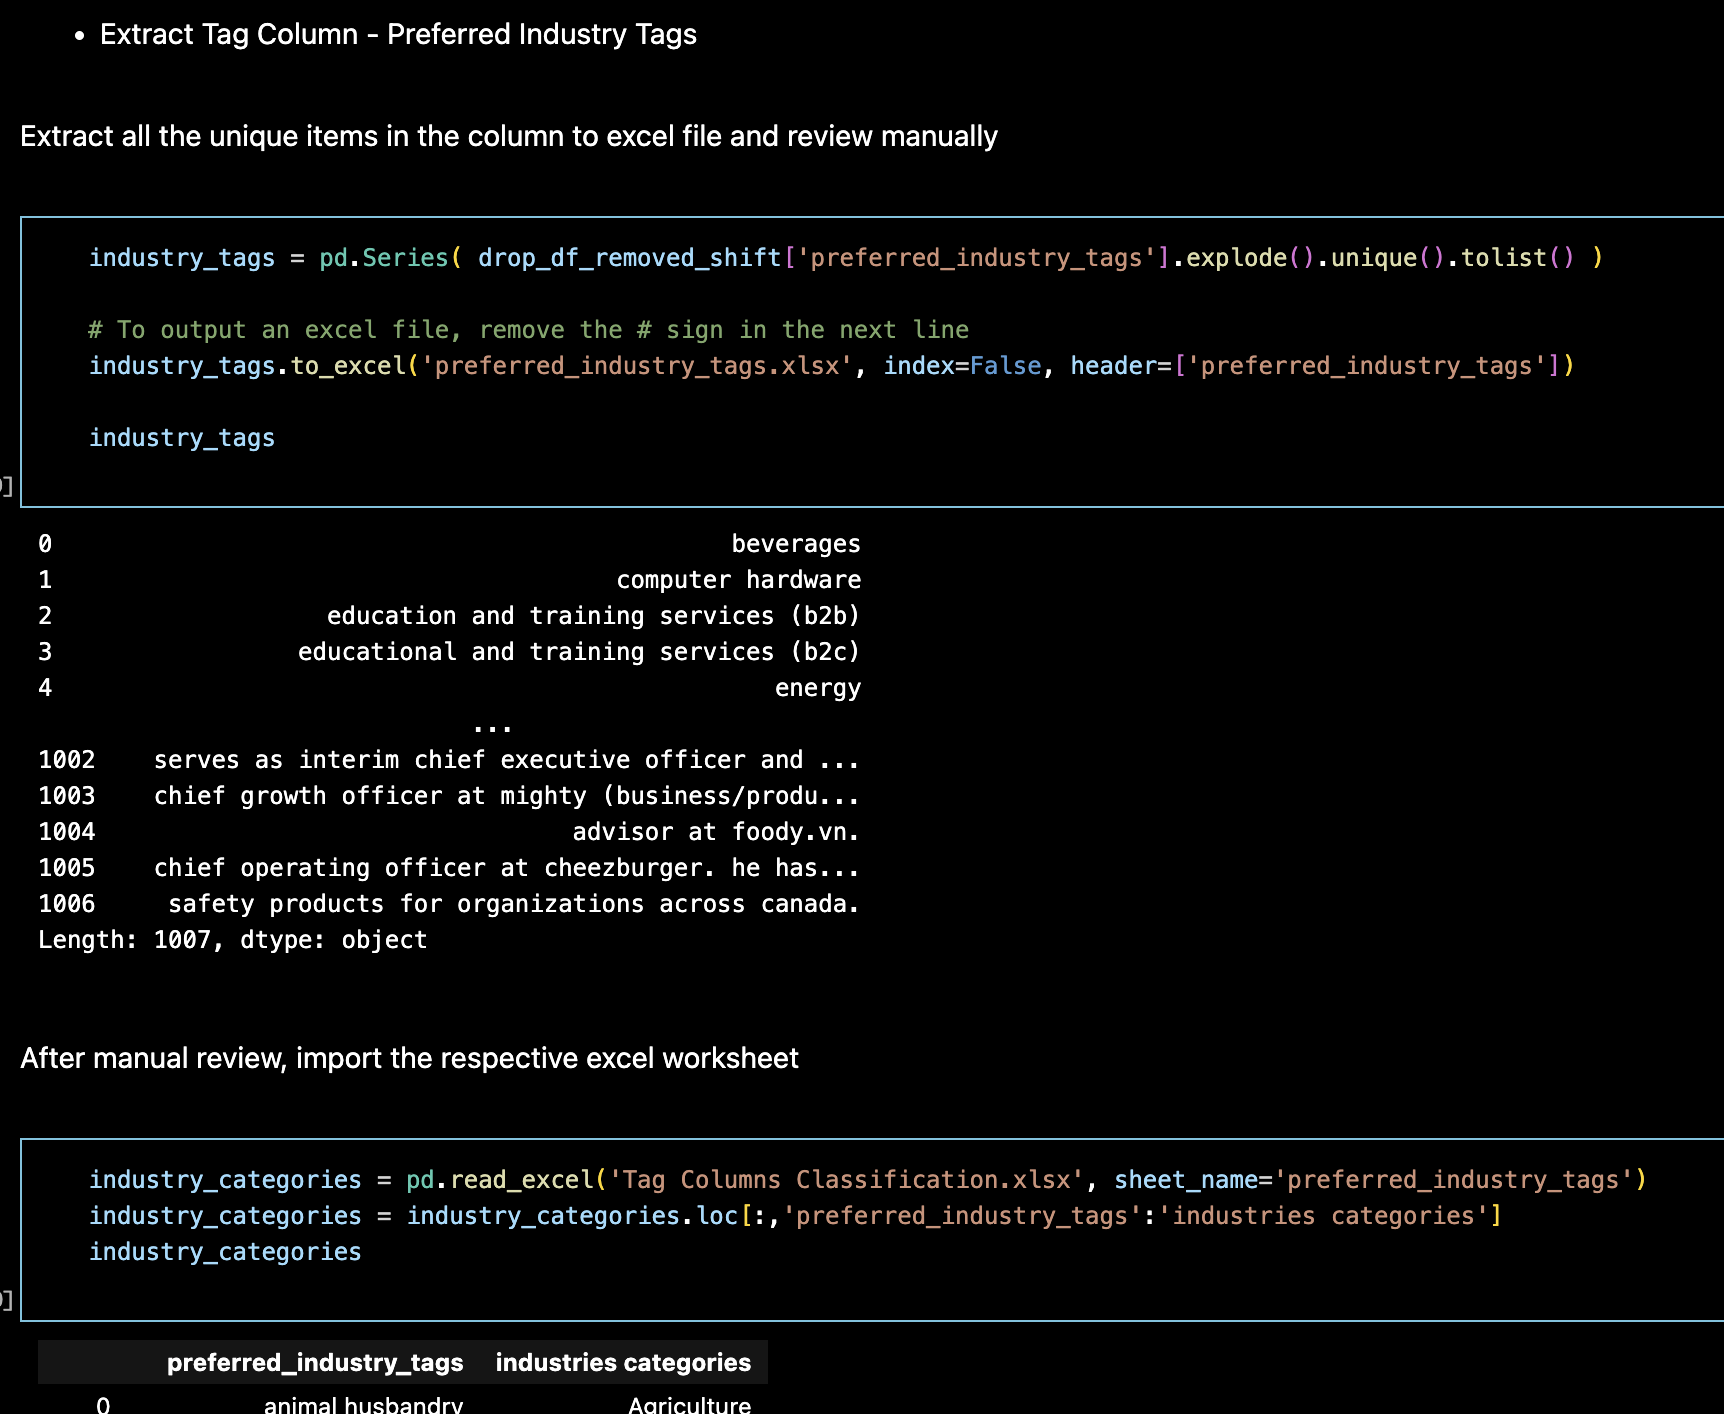 • Extract Tag Column - Preferred Industry Tags
Extract all the unique items in the column to excel file and review manually
industry_tags = pd.Series( drop_df_removed_shift['preferred_industry_tags'].explode().unique().tolist() )
# To output an excel file, remove the # sign in the next line
industry_tags.to_excel('preferred_industry_tags.xlsx', index=False, header=['preferred_industry_tags'])
industry_tags
]
0 beverages
1 computer hardware
2 education and training services (b2b)
3 educational and training services (b2c)
4 energy
...
1002 serves as interim chief executive officer and ...
1003 chief growth officer at mighty (business/produ...
1004 advisor at foody.vn.
1005 chief operating officer at cheezburger. he has...
1006 safety products for organizations across canada.
Length: 1007, dtype: object
After manual review, import the respective excel worksheet
industry_categories = pd.read_excel('Tag Columns Classification.xlsx', sheet_name='preferred_industry_tags')
industry_categories = industry_categories.loc[:,'preferred_industry_tags':'industries categories']
industry_categories
]
preferred_industry_tags industries categories
0 animal husbandry Agriculture